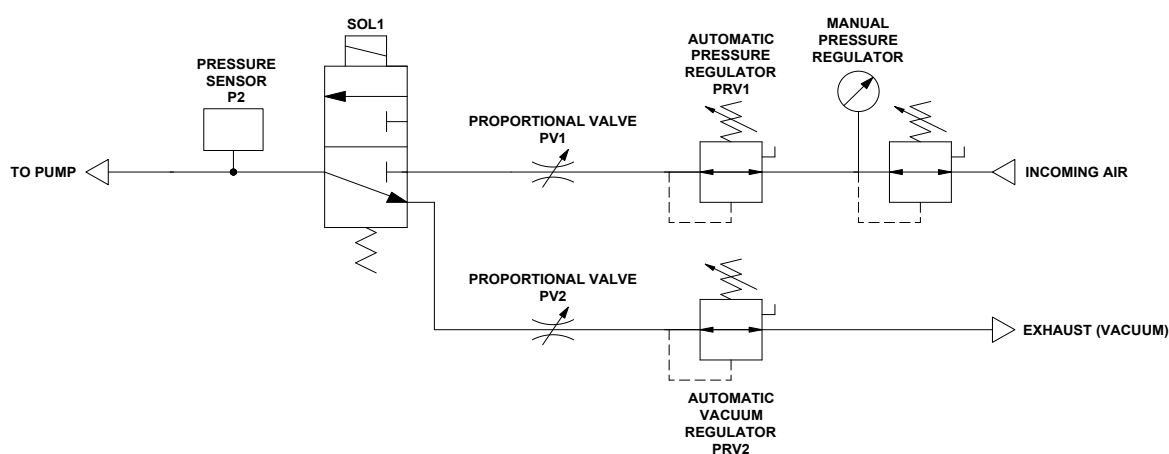 SOL1
PRESSURE
SENSOR
P2
AUTOMATIC
PRESSURE
REGULATOR
PRV1
MANUAL
PRESSURE
REGULATOR
PROPORTIONAL VALVE
PV1
TO PUMP
INCOMING AIR
PROPORTIONAL VALVE
PV2
EXHAUST (VACUUM)
AUTOMATIC
VACUUM
REGULATOR
PRV2